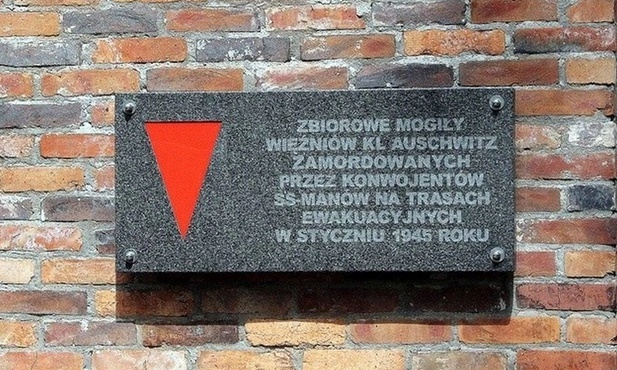 ZBIOROWE MOGIŁY
WIĘŹNIÓW KL AUSCHWITZ
ZAMORDOWANYCH
PRZEZ KONWOJENTÓW
SS-MANÓW NA TRASACH
EWAKUACYJNYCH
W STYCZNIU 1945 ROKU